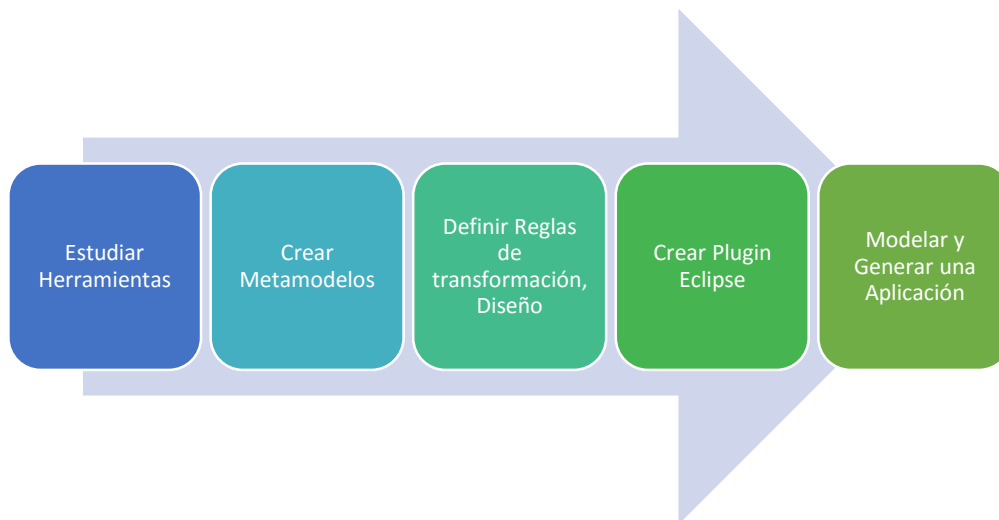 Estudiar
Herramientas
Crear
Metamodelos
Definir Reglas
de
transformación,
Diseño
Crear Plugin
Eclipse
Modelar y
Generar una
Aplicación